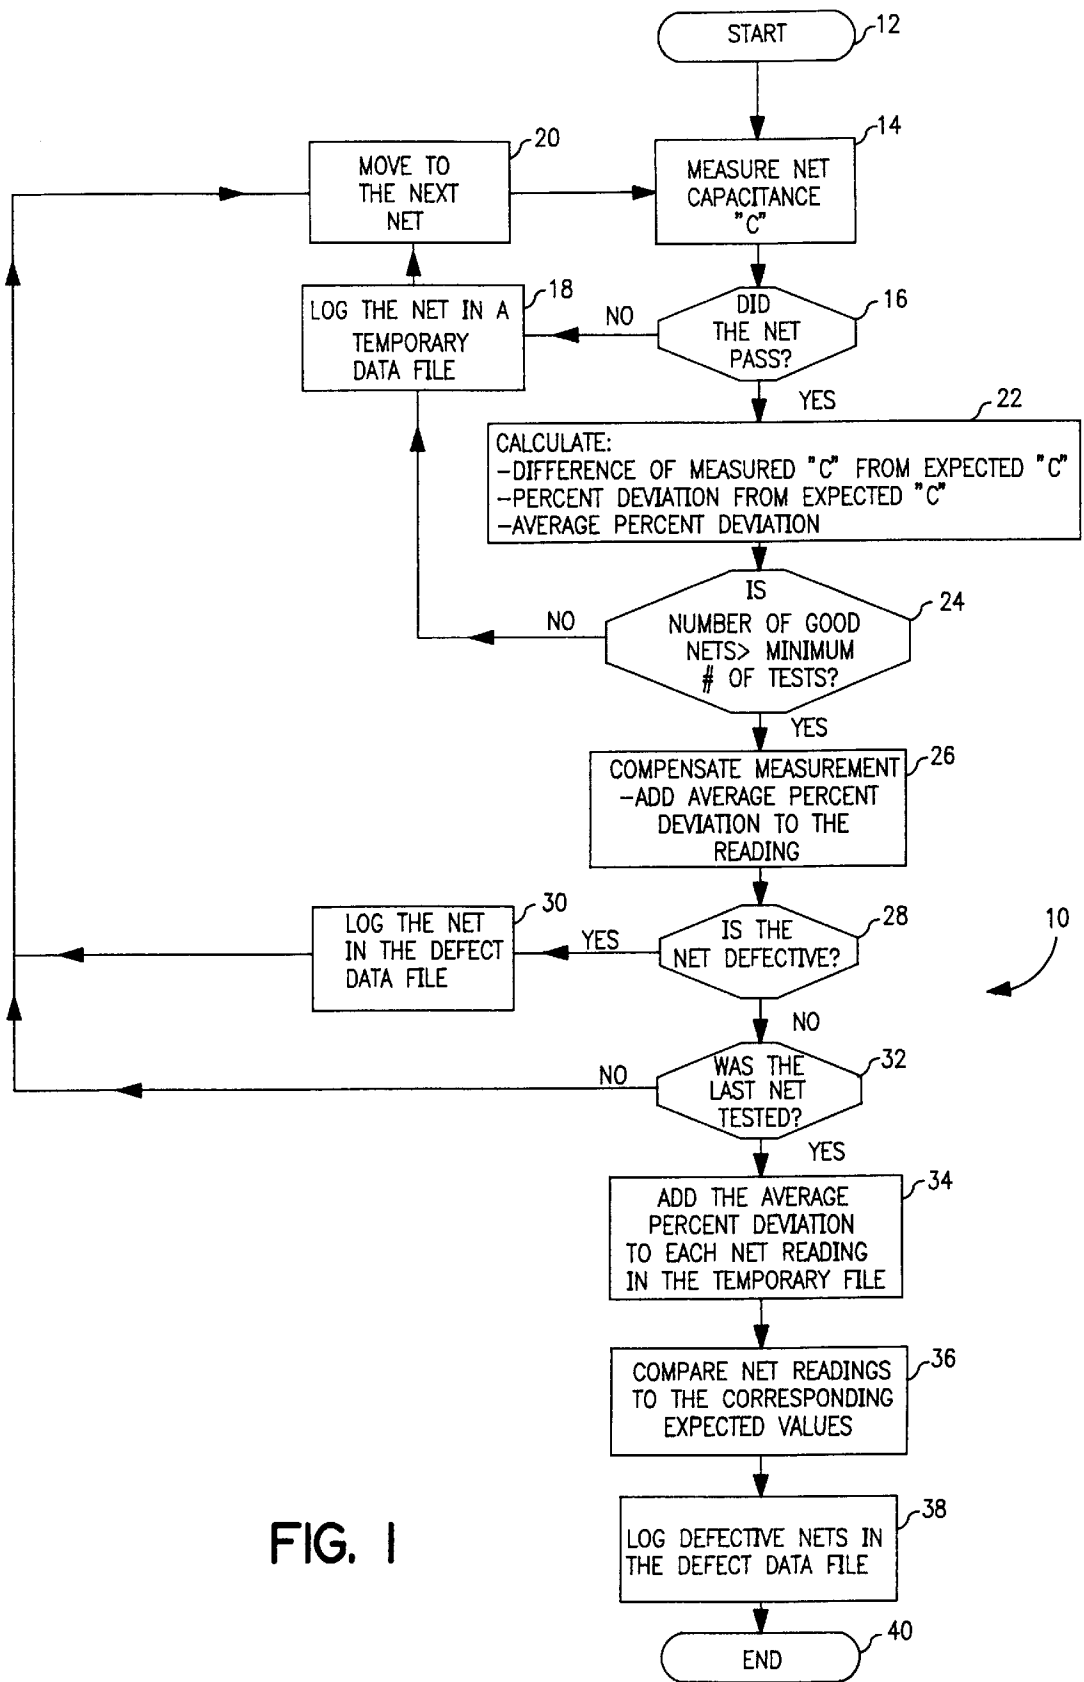 START
12
14
20
MOVE TO
THE NEXT
NET
MEASURE NET
CAPACITANCE
"C"
18
LOG THE NET IN A
TEMPORARY
DATA FILE
NO
16
DID
THE NET
PASS?
YES
22
CALCULATE:
-DIFFERENCE OF MEASURED "C" FROM EXPECTED "C"
-PERCENT DEVIATION FROM EXPECTED "C"
-AVERAGE PERCENT DEVIATION
24
IS
NUMBER OF GOOD
NETS> MINIMUM
# OF TESTS?
NO
YES
26
COMPENSATE MEASUREMENT
-ADD AVERAGE PERCENT
DEVIATION TO THE
READING
30
LOG THE NET
IN THE DEFECT
DATA FILE
YES
28
IS THE
NET DEFECTIVE?
10
NO
32
WAS THE
LAST NET
TESTED?
NO
YES
34
ADD THE AVERAGE
PERCENT DEVIATION
TO EACH NET READING
IN THE TEMPORARY FILE
36
COMPARE NET READINGS
TO THE CORRESPONDING
EXPECTED VALUES
38
LOG DEFECTIVE NETS IN
THE DEFECT DATA FILE
40
END
FIG. 1